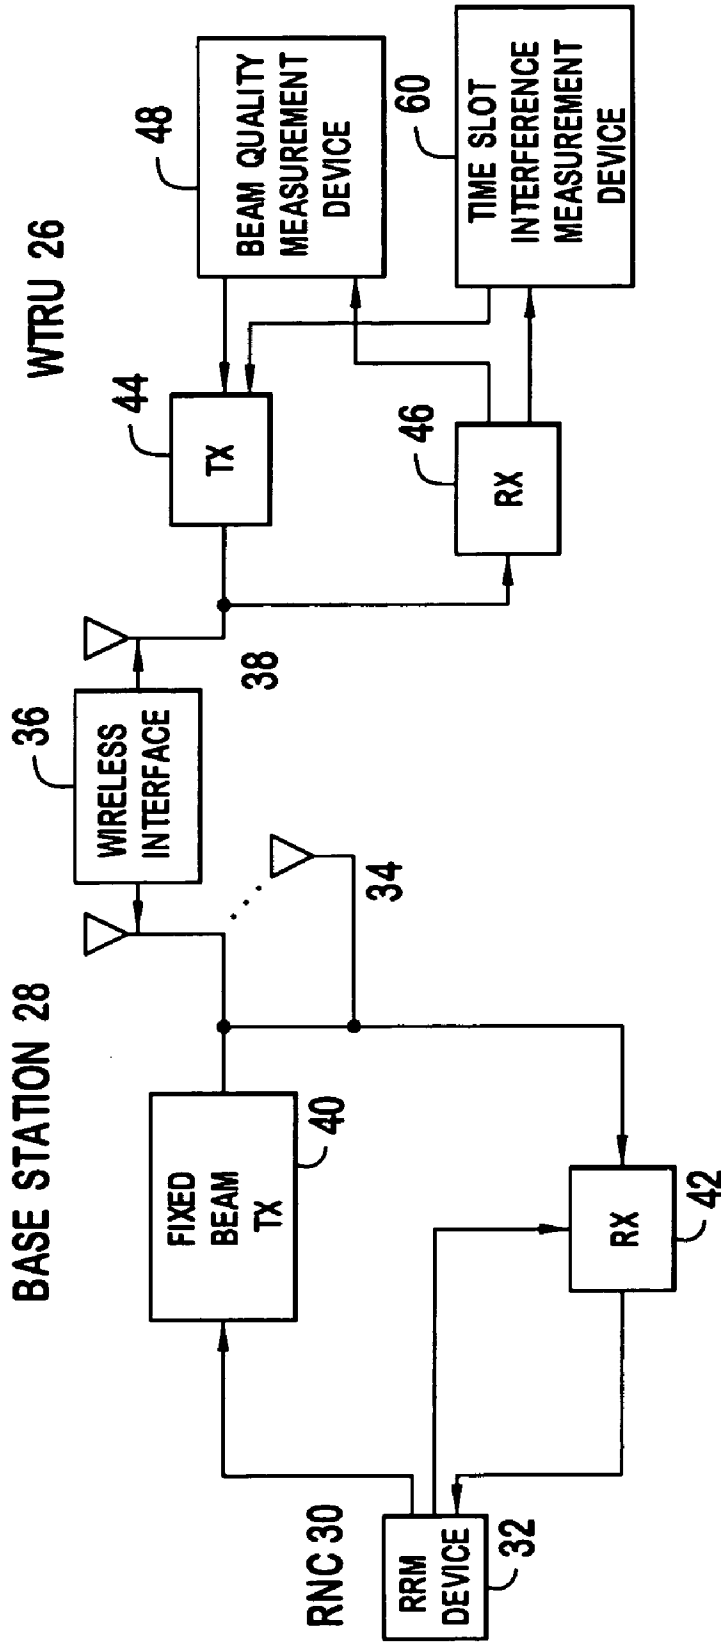 BASE STATION 28
WTRU 26
36
WIRELESS
INTERFACE
44
TX
48
BEAM QUALITY
MEASUREMENT
DEVICE
FIXED
BEAM
TX
40
34
38
46
RX
60
TIME SLOT
INTERFERENCE
MEASUREMENT
DEVICE
RNC 30
RRM
DEVICE
32
RX
42